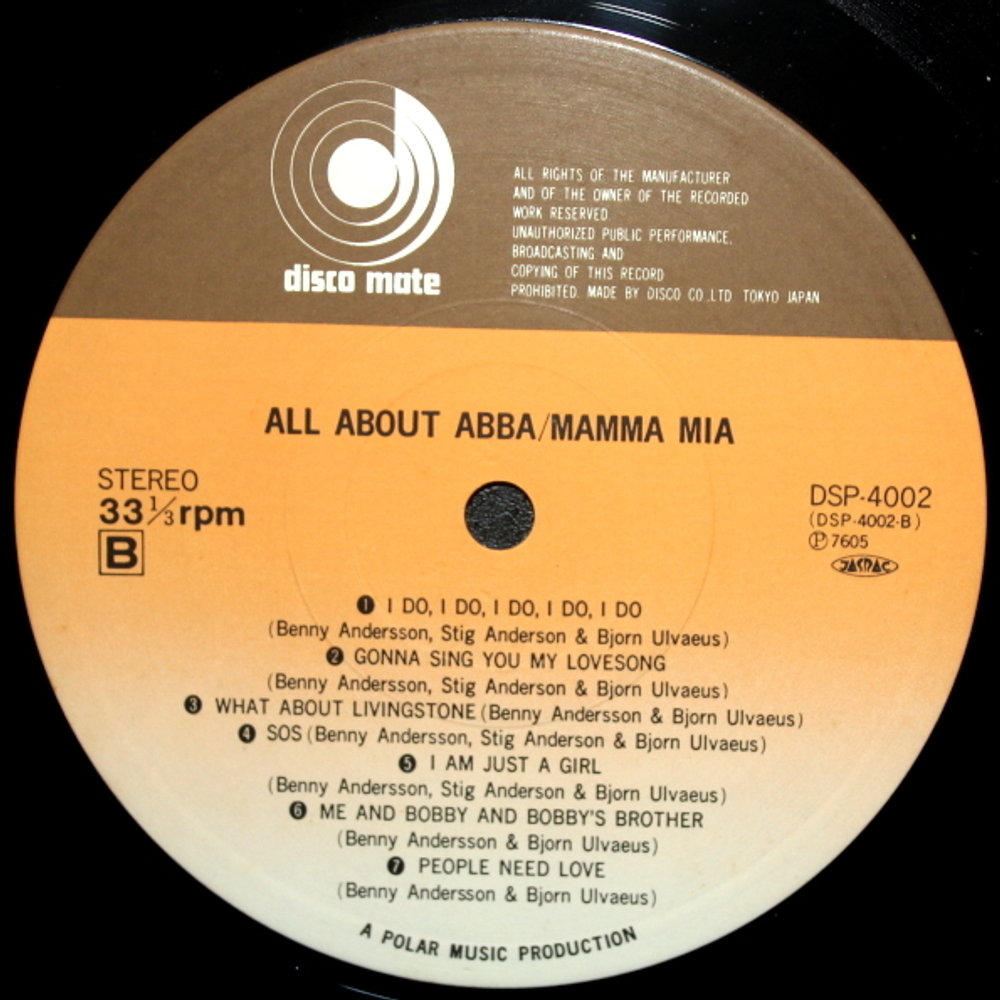 disco mate
ALL RIGHTS OF THE MANUFACTURER
AND OF THE OWNER OF THE RECORDED
WORK RESERVED
UNAUTHORIZED PUBLIC PERFORMANCE.
BROADCASTING AND
COPYING OF THIS RECORD
PROHIBITED. MADE BY DISCO CO.LTD TOKYO JAPAN
ALL ABOUT ABBA/MAMMA MIA
STEREO
33 1/3 rpm
B
DSP-4002
(DSP-4002-B)
Ⓟ7605
JASRAC
❶ I DO, I DO, I DO, I DO, I DO
(Benny Andersson, Stig Anderson & Bjorn Ulvaeus)
❷ GONNA SING YOU MY LOVESONG
(Benny Andersson, Stig Anderson & Bjorn Ulvaeus)
❸ WHAT ABOUT LIVINGSTONE (Benny Andersson & Bjorn Ulvaeus)
❹ SOS (Benny Andersson, Stig Anderson & Bjorn Ulvaeus)
❺ I AM JUST A GIRL
(Benny Andersson, Stig Anderson & Bjorn Ulvaeus)
❻ ME AND BOBBY AND BOBBY'S BROTHER
(Benny Andersson & Bjorn Ulvaeus)
❼ PEOPLE NEED LOVE
(Benny Andersson & Bjorn Ulvaeus)
A POLAR MUSIC PRODUCTION